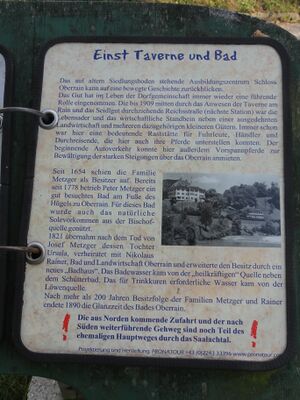 Einst Taverne und Bad
Das auf altem Siedlungsboden stehende Ausbildungszentrum Schloss
Oberrain kann auf eine bewegte Geschichte zurückblicken.
Das Gut hat im Leben der Dorfgemeinschaft immer wieder eine führende
Rolle eingenommen. Die bis 1909 mitten durch das Anwesen der Taverne am
Rain und das Seidlgut durchziehende Reichsstraße (nächste Station) war die
Lebensader und das wirtschaftliche Standbein neben einer ausgedehnten
Landwirtschaft und mehreren dazugehörigen kleineren Gütern. Immer schon
war hier eine bedeutende Raststätte für Fuhrleute, Händler und
Durchreisende, die hier auch ihre Pferde unterstellen konnten. Der
beginnende Autoverkehr konnte hier außerdem Vorspannpferde zur
Bewältigung der starken Steigungen über das Oberrain anmieten.
Seit 1654 schien die Familie
Metzger als Besitzer auf. Bereits
seit 1778 betrieb Peter Metzger ein
gut besuchtes Bad am Fuße des
Hügels zu Oberrain. Für dieses Bad
wurde auch das natürliche
Solevorkommen aus der Bischof-
quelle genützt.
1821 übernahm nach dem Tod von
Josef Metzger dessen Tochter
Ursula, verheiratet mit Nikolaus
Rainer, Bad und Landwirtschaft Oberrain und erweiterte den Besitz durch ein
neues „Badhaus“. Das Badewasser kam von der „heilkräftigen“ Quelle neben
dem Schüttbad. Das für Trinkkuren erforderliche Wasser kam von der
Löwenquelle.
Nach mehr als 200 Jahren Besitzfolge der Familien Metzger und Rainer
endete 1890 die Glanzzeit des Bades Oberrain.
Die aus Norden kommende Zufahrt und der nach
Süden weiterführende Gehweg sind noch Teil des
ehemaligen Hauptweges durch das Saalachtal.
Projektierung und Herstellung: PRONATOUR +43 (0)2243 33396 www.pronatour